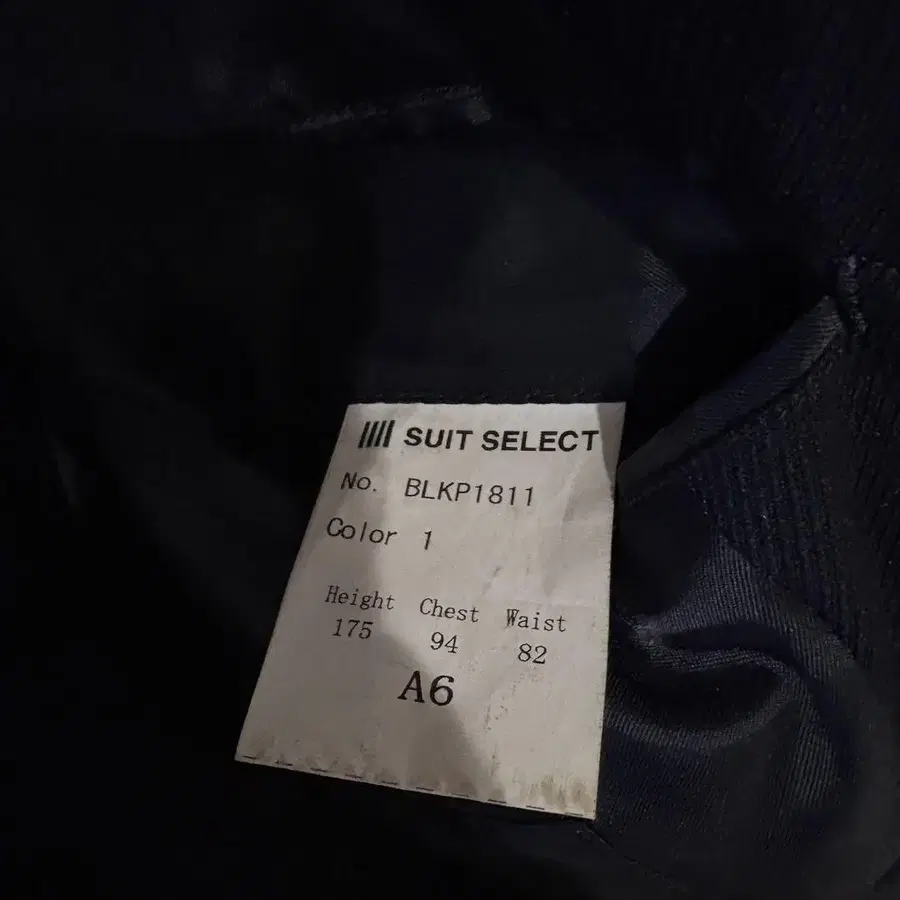 SUIT SELECT
No. BLKP1811
Color 1
Height Chest Waist
175 94 82
A6